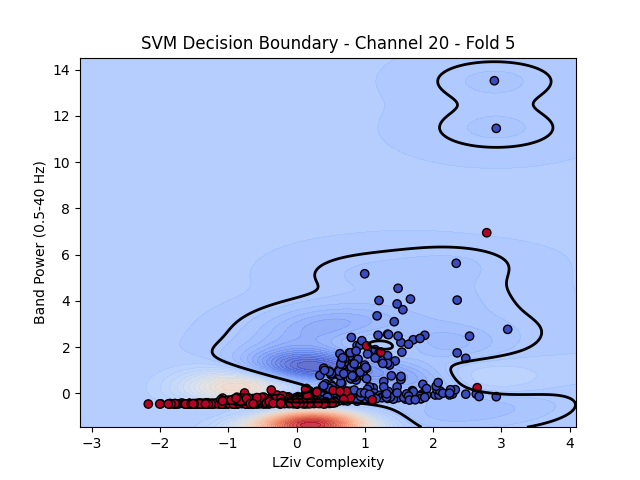 SVM Decision Boundary - Channel 20 - Fold 5
Band Power (0.5-40 Hz)
14
12
10
8
6
4
2
0
−3 −2 −1 0 1 2 3 4
LZiv Complexity